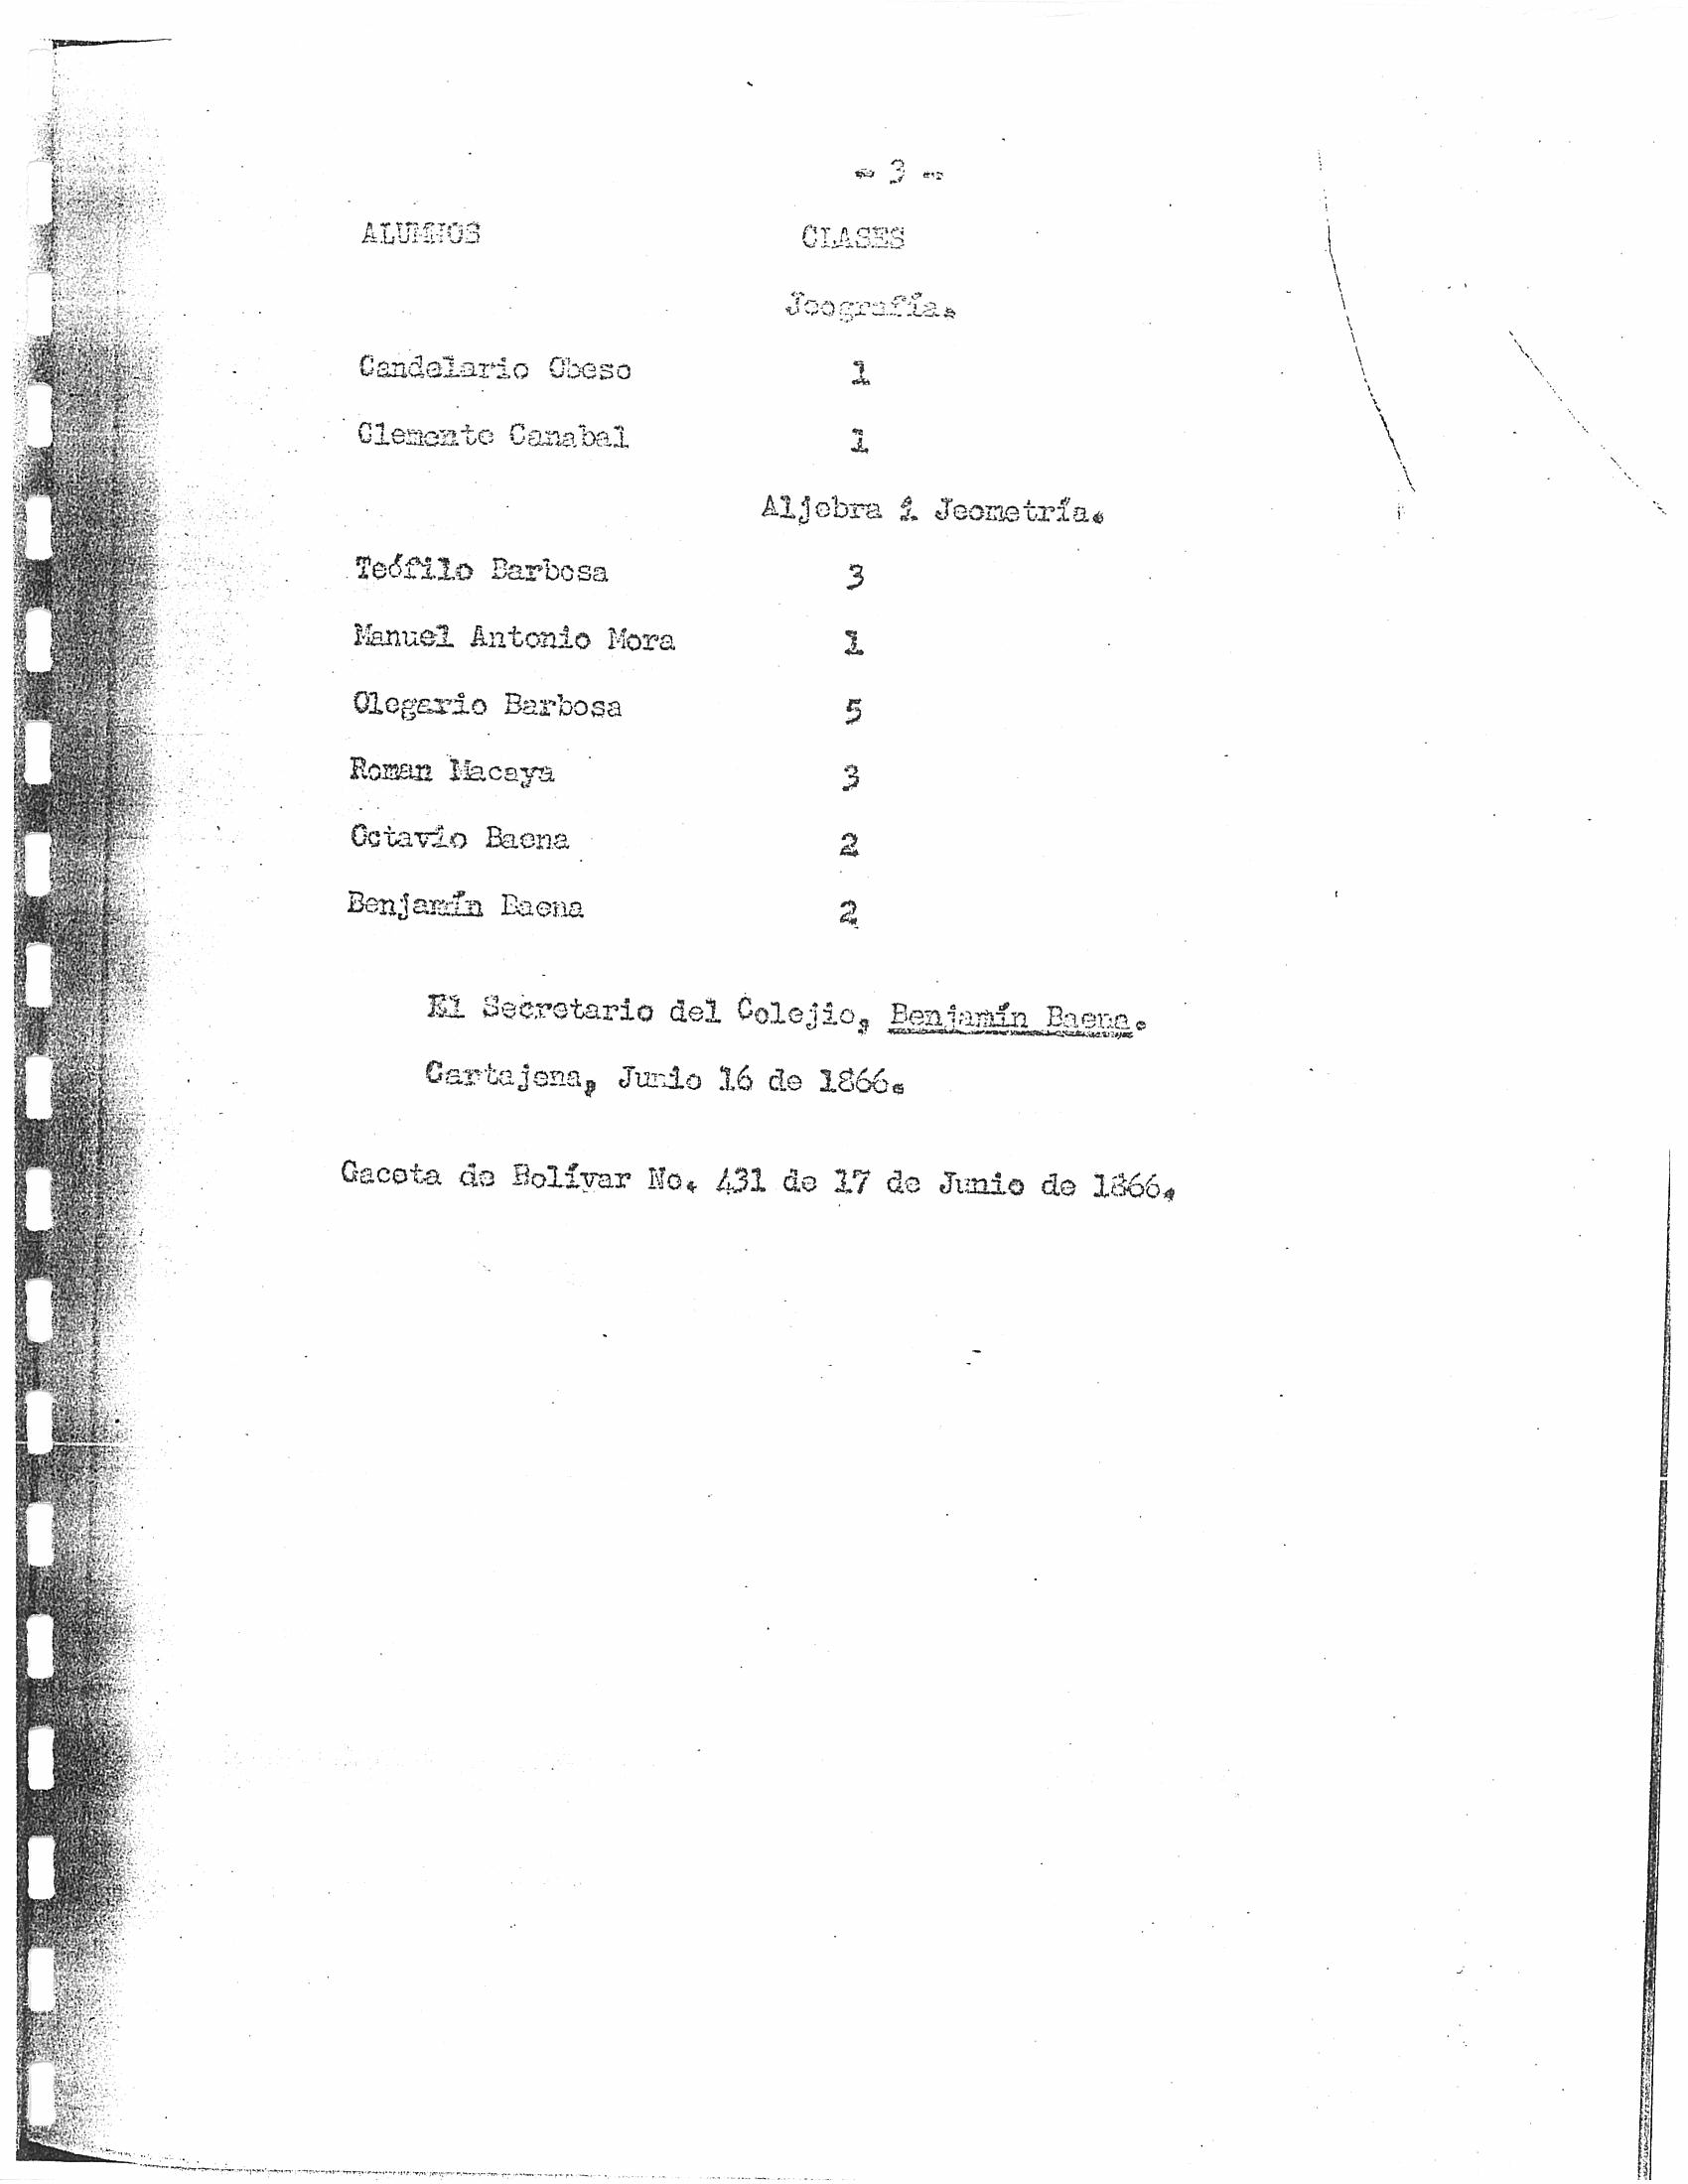 - 3 -
ALUMNOS CLASES
Jeografía.
Candelario Obeso 1
Clemente Canabal 1
Aljebra i Jeometría.
Teófilo Barbosa 3
Manuel Antonio Mora 1
Olegario Barbosa 5
Roman Macaya 3
Octavio Baena 2
Benjamín Baena 2
El Secretario del Colejio, Benjamín Baena.
Cartajena, Junio 16 de 1866.
Gaceta de Bolívar No. 431 de 17 de Junio de 1866.